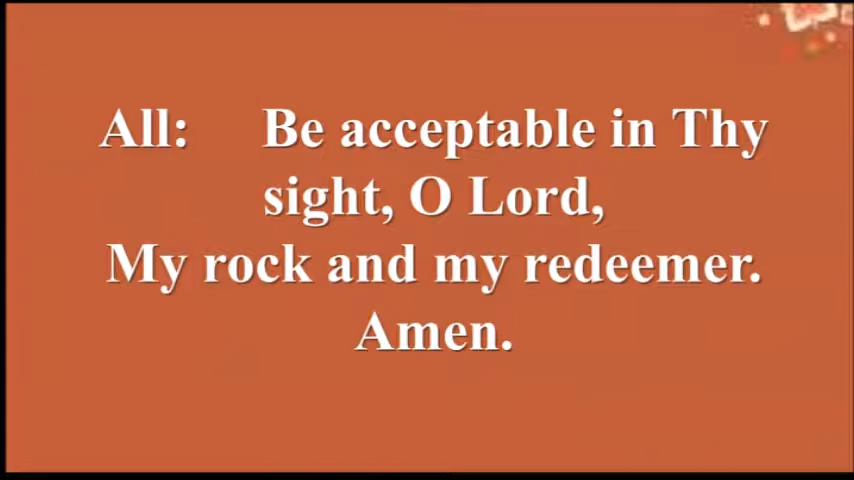 All: Be acceptable in Thy
sight, O Lord,
My rock and my redeemer.
Amen.